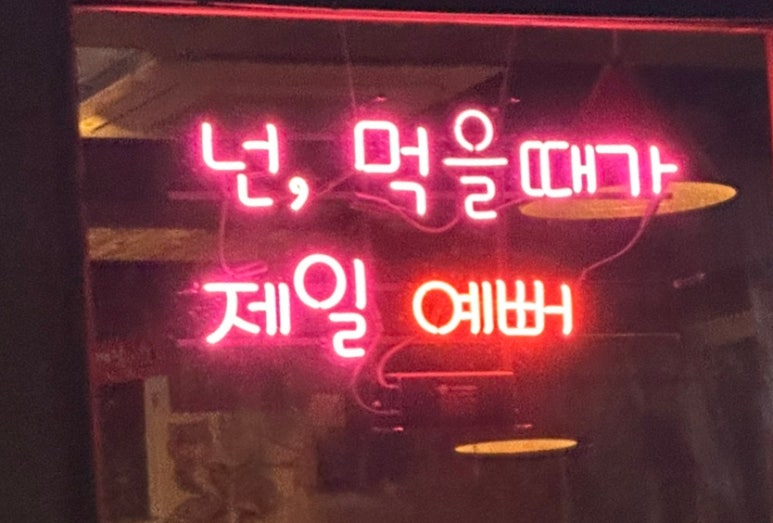 넌, 먹을때가
제일 예뻐